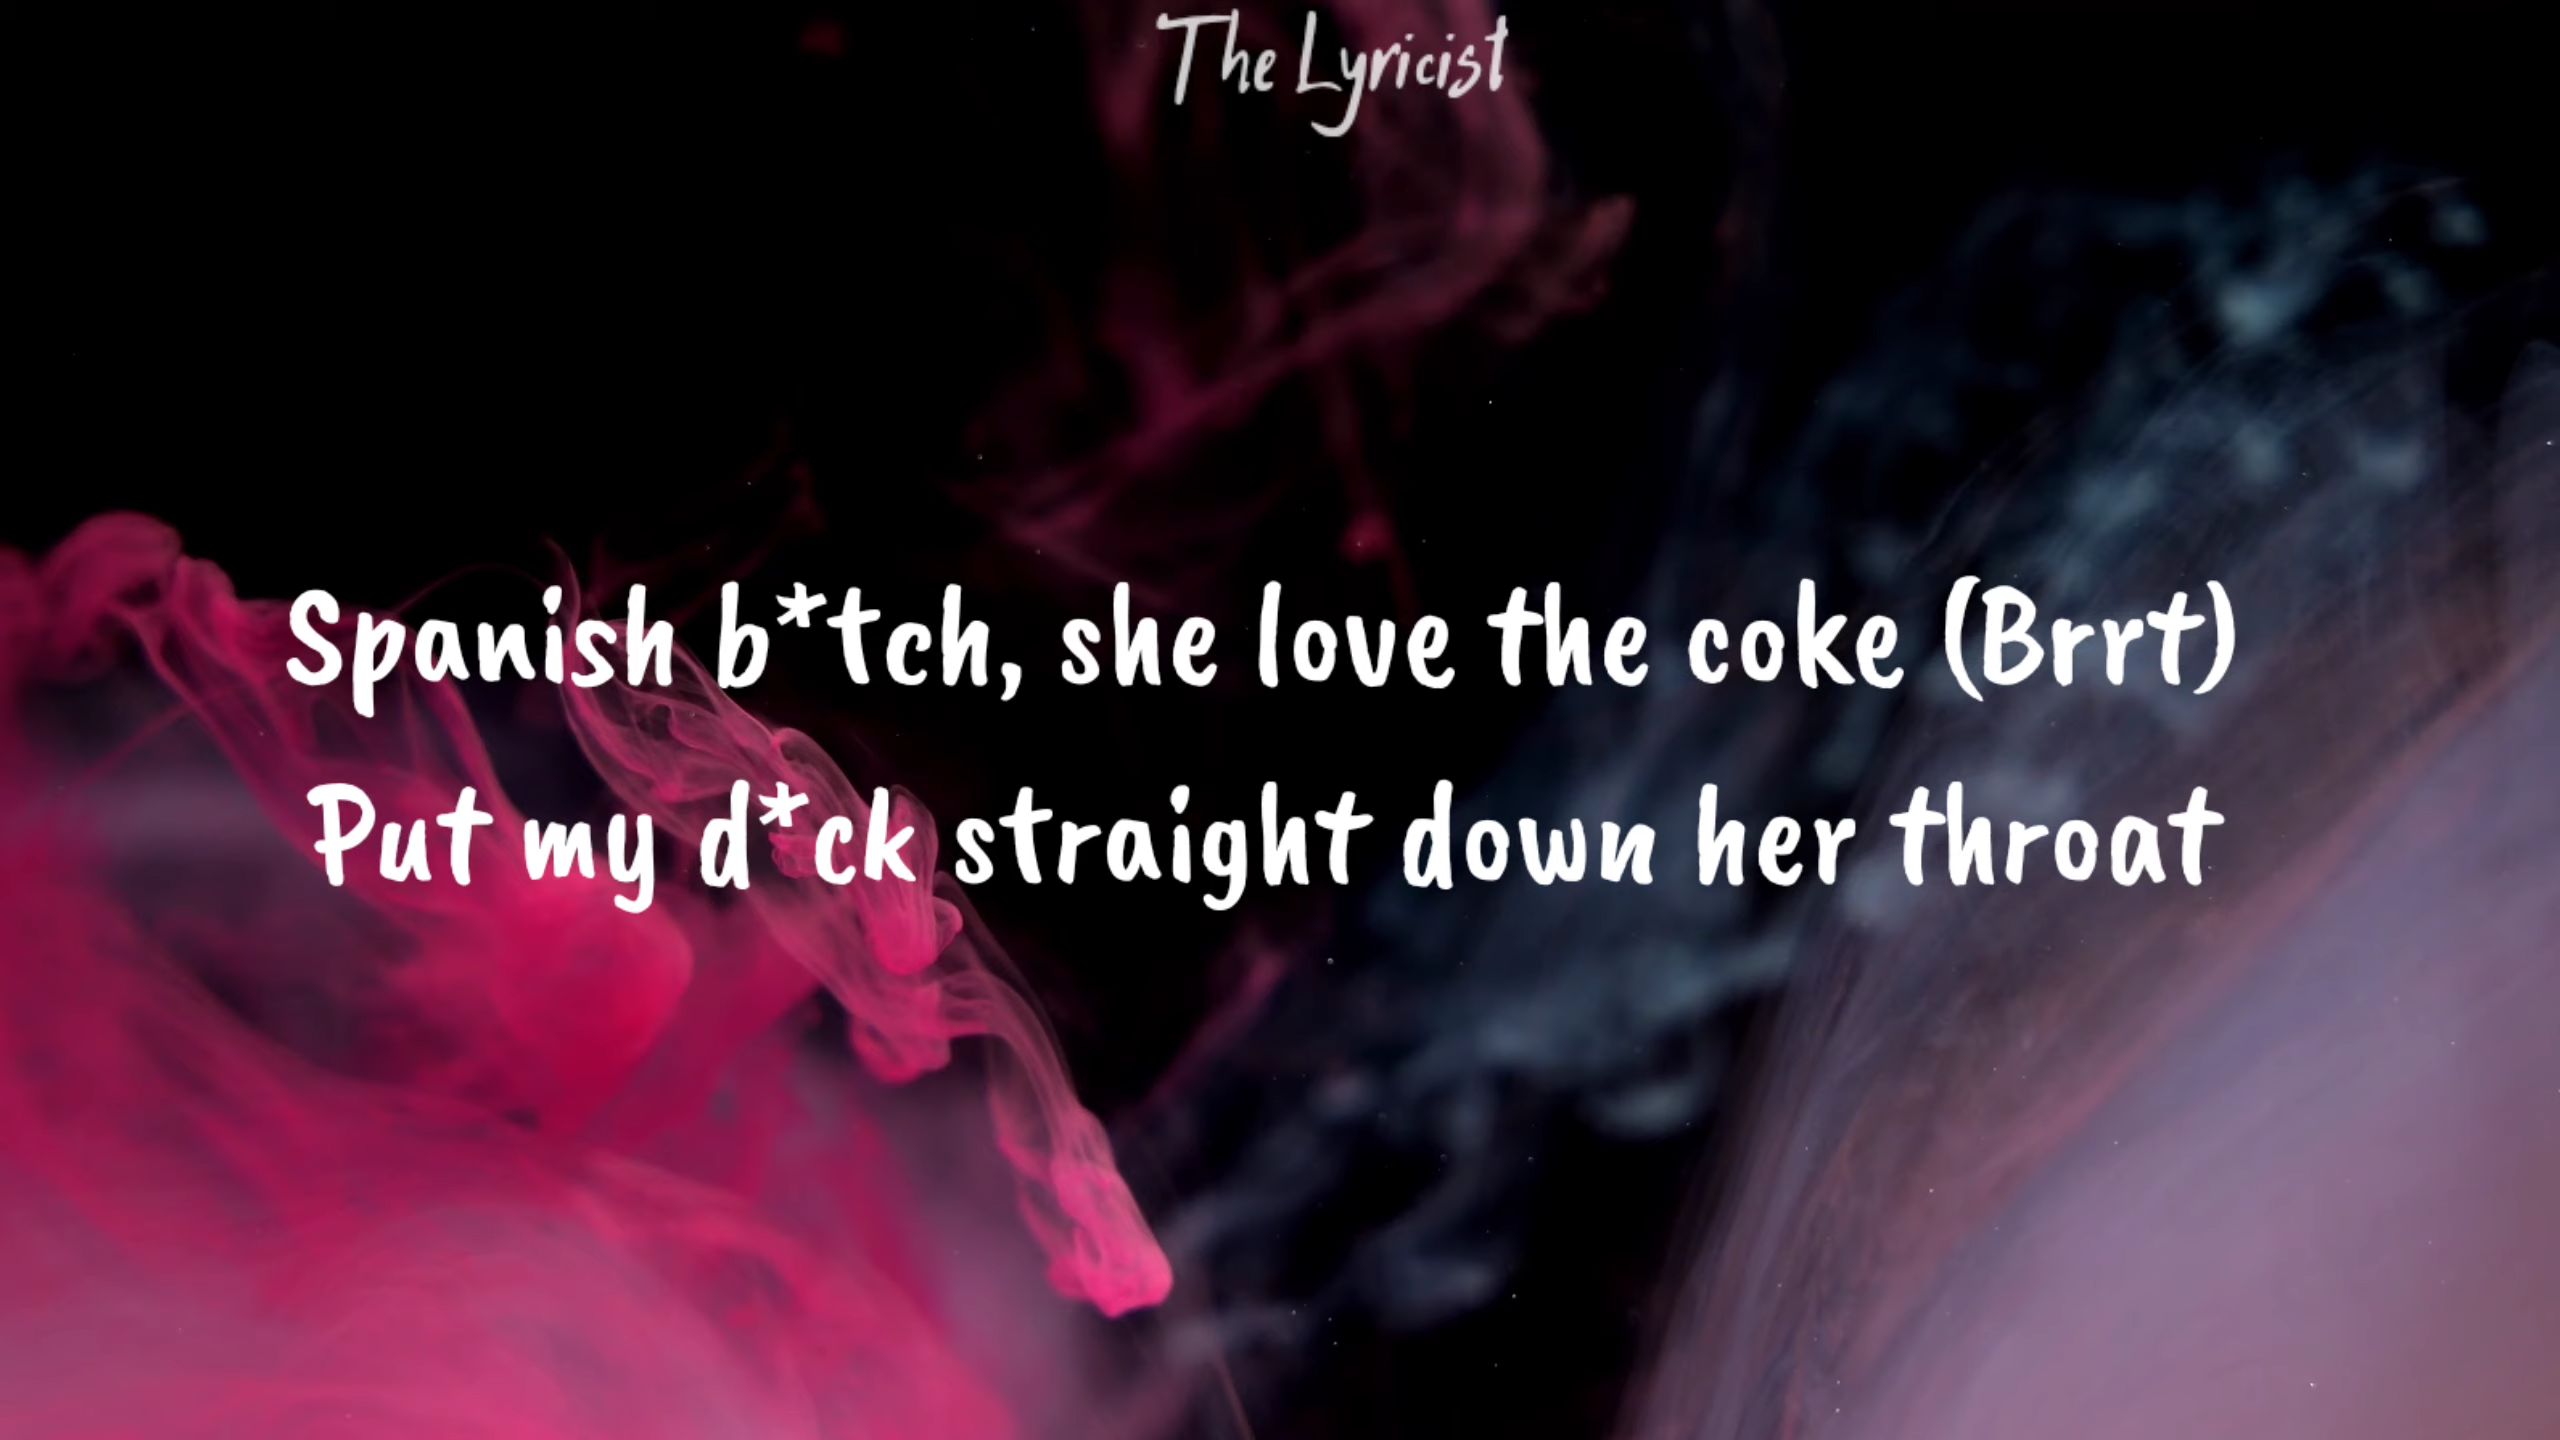 The Lyricist
Spanish b*tch, she love the coke (Brrt)
Put my d*ck straight down her throat